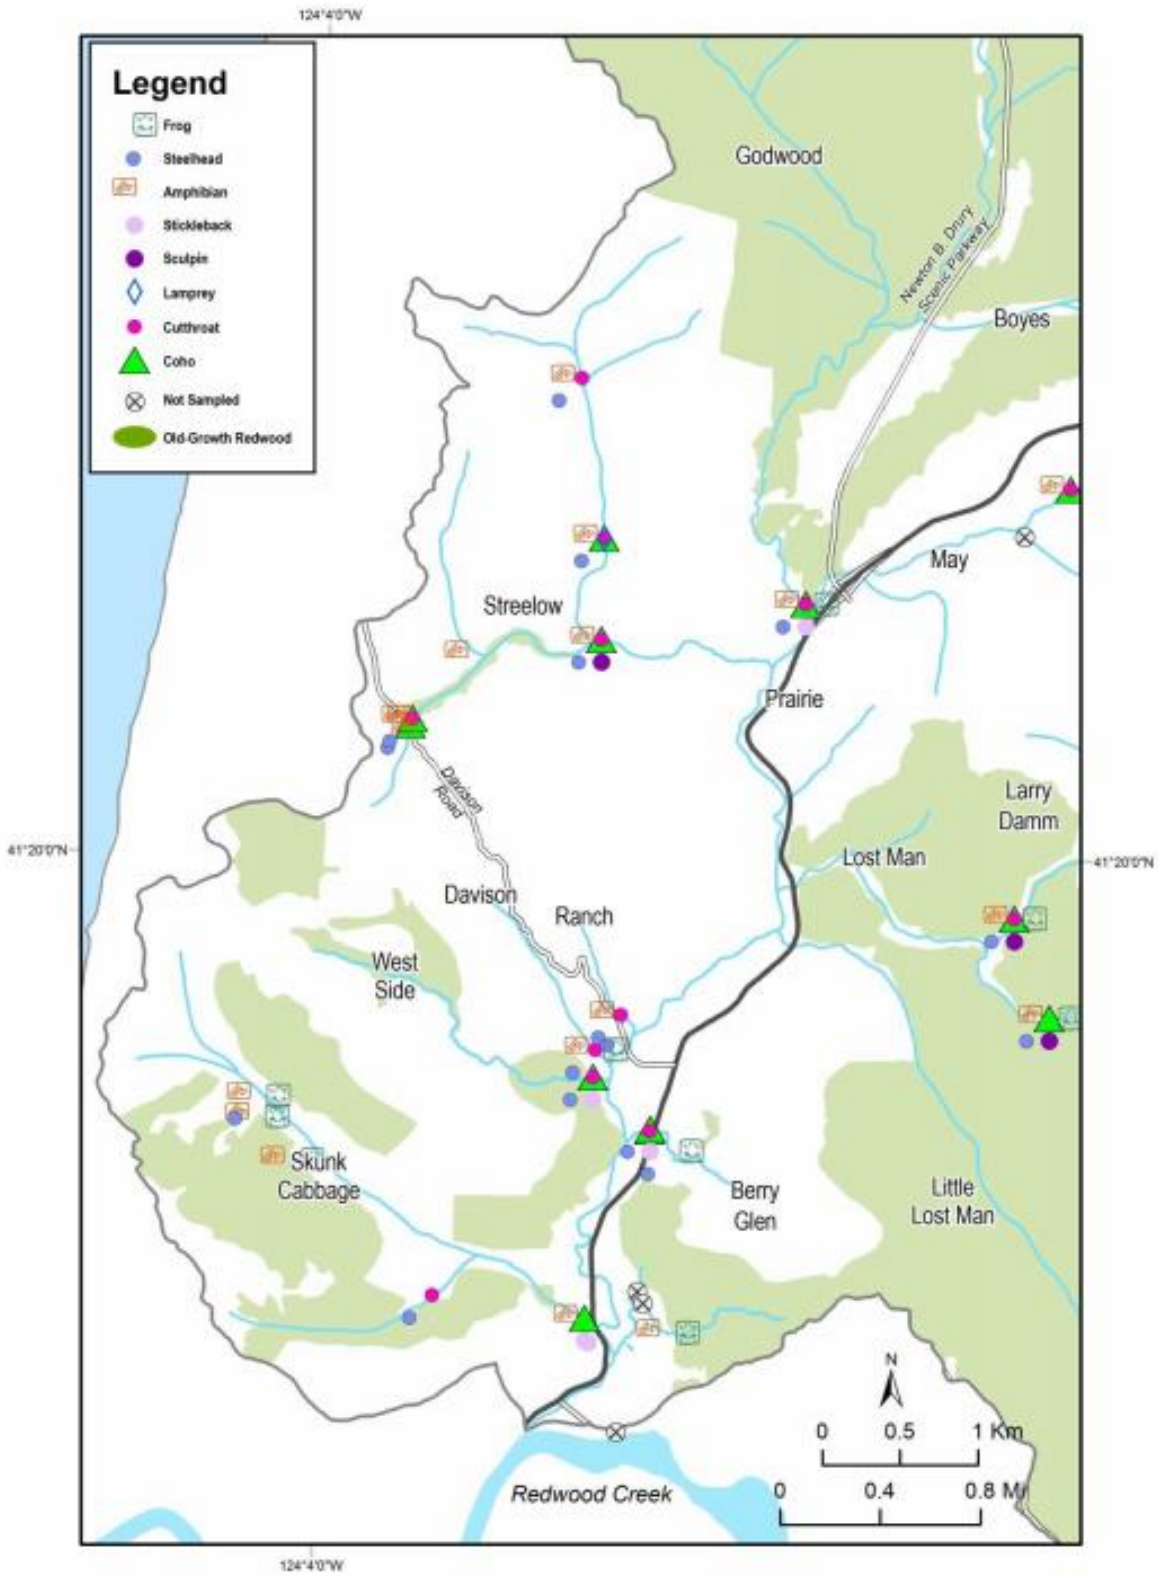 124°4'0"W
Legend
Frog
Steelhead
Amphibian
Stickleback
Sculpin
Lamprey
Cutthroat
Coho
Not Sampled
Old-Growth Redwood
Godwood
Newton B. Drury
Scenic Parkway
Boyes
May
Streelow
Prairie
Davison
Road
Larry
Damm
41°20'0"N
Lost Man
41°20'0"N
Davison
Ranch
West
Side
Skunk
Cabbage
Berry
Glen
Little
Lost Man
N
0 0.5 1 Km
0 0.4 0.8 Mi
Redwood Creek
124°4'0"W